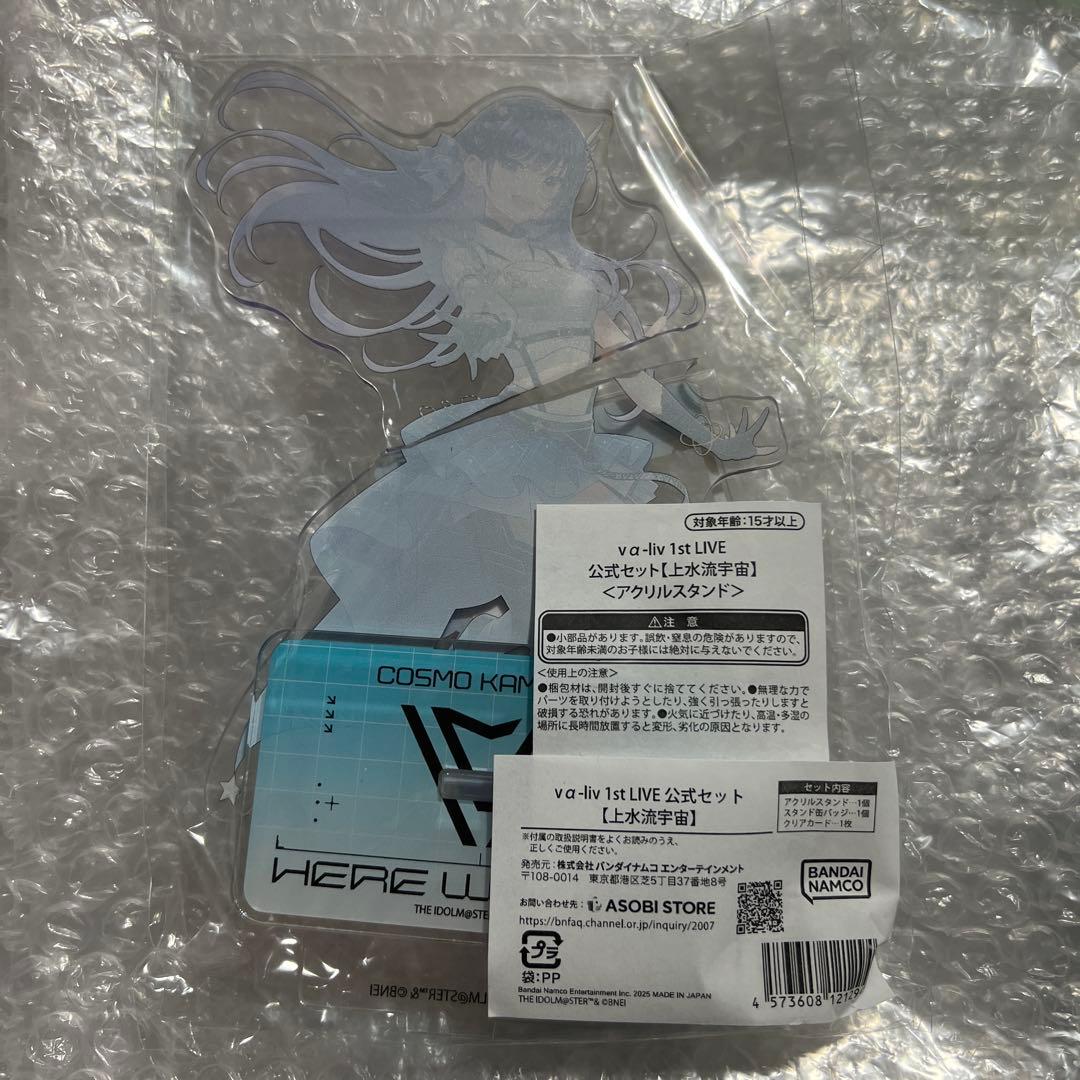 対象年齢：15才以上
vα-liv 1st LIVE
公式セット【上水流宇宙】
＜アクリルスタンド＞
⚠注 意
●小部品があります。誤飲・窒息の危険がありますので、
対象年齢未満のお子様には絶対に与えないでください。
＜使用上の注意＞
●梱包材は、開封後すぐに捨ててください。●無理な力で
パーツを取り付けようとしたり、強く引っ張ったりしますと
破損する恐れがあります。●火気に近づけたり、高温・多湿の
場所に長時間放置すると変形、劣化の原因となります。
COSMO KAM
HERE W
THE IDOLM@STER
vα-liv 1st LIVE 公式セット
【上水流宇宙】
※付属の取扱説明書をよくお読みのうえ、
正しくご使用ください。
セット内容
アクリルスタンド…1個
スタンド缶バッジ…1個
クリアカード…1枚
発売元：株式会社 バンダイナムコ エンターテインメント
〒108-0014 東京都港区芝5丁目37番地8号
BANDAI
NAMCO
お問い合わせ先： ASOBI STORE
https://bnfaq.channel.or.jp/inquiry/2007
プラ
袋：PP
Bandai Namco Entertainment Inc. 2025 MADE IN JAPAN
THE IDOLM@STER™& ©BNEI
4 573608 1212
LM@STER™& ©BNEI